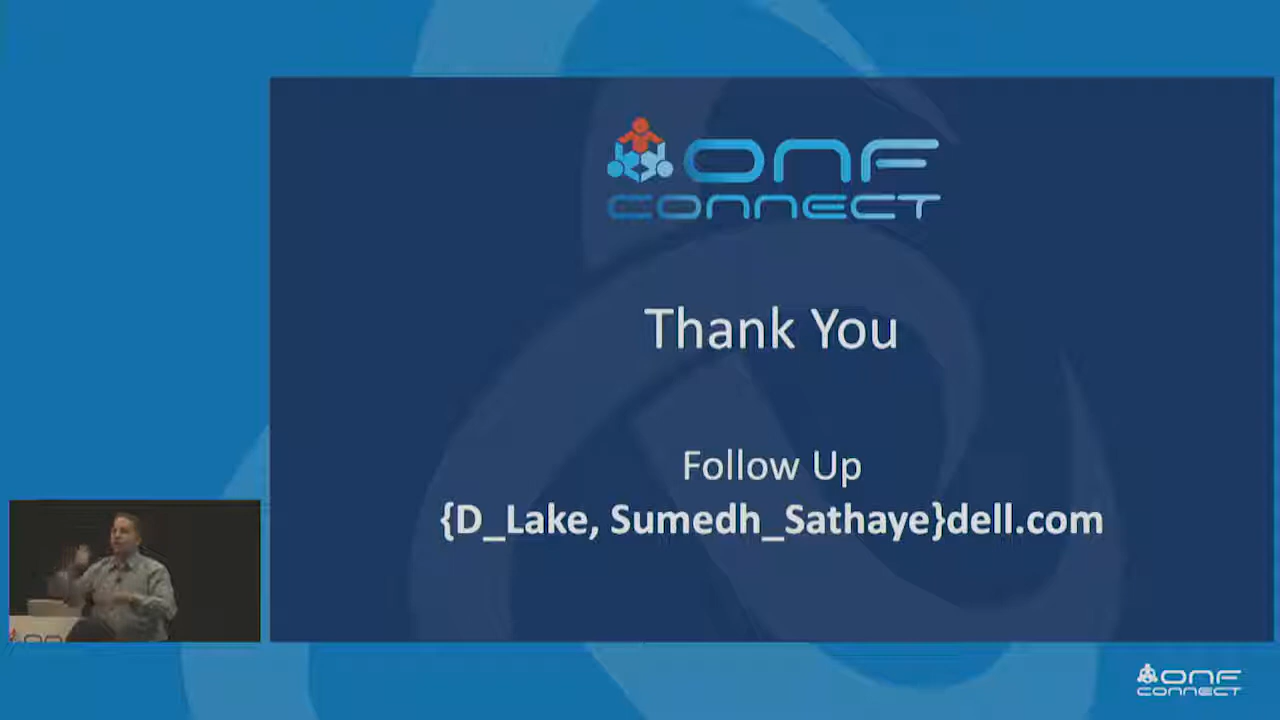 ONF
CONNECT
Thank You
Follow Up
{D_Lake, Sumedh_Sathaye}dell.com
ONF
CONNECT